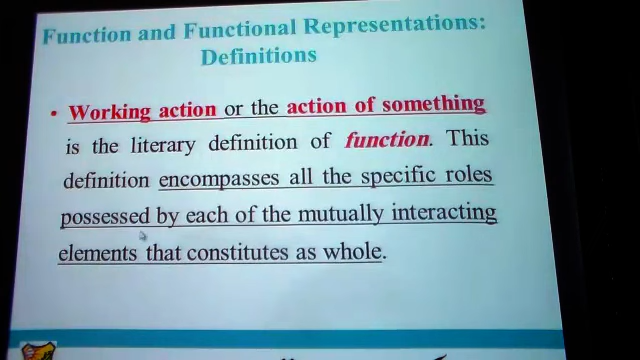 Function and Functional Representations:
Definitions
• Working action or the action of something
is the literary definition of function. This
definition encompasses all the specific roles
possessed by each of the mutually interacting
elements that constitutes as whole.